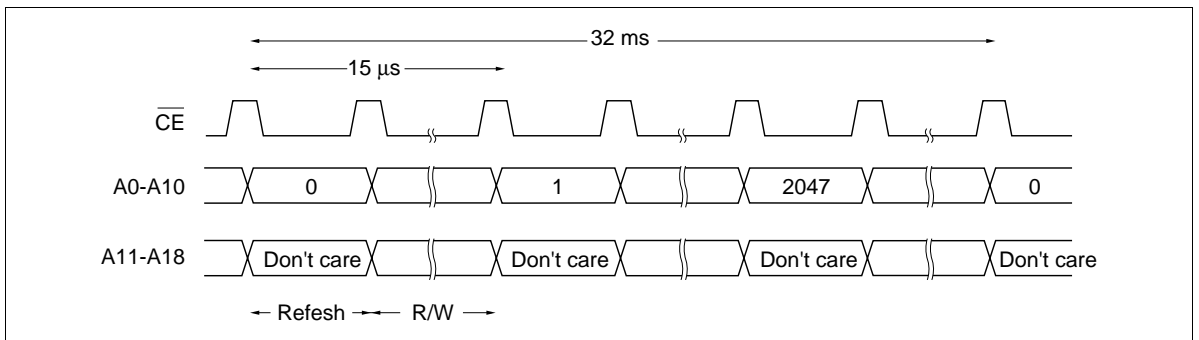 32 ms
15 μs
CE
A0-A10 0 1 2047 0
A11-A18 Don't care Don't care Don't care Don't care
Refesh R/W